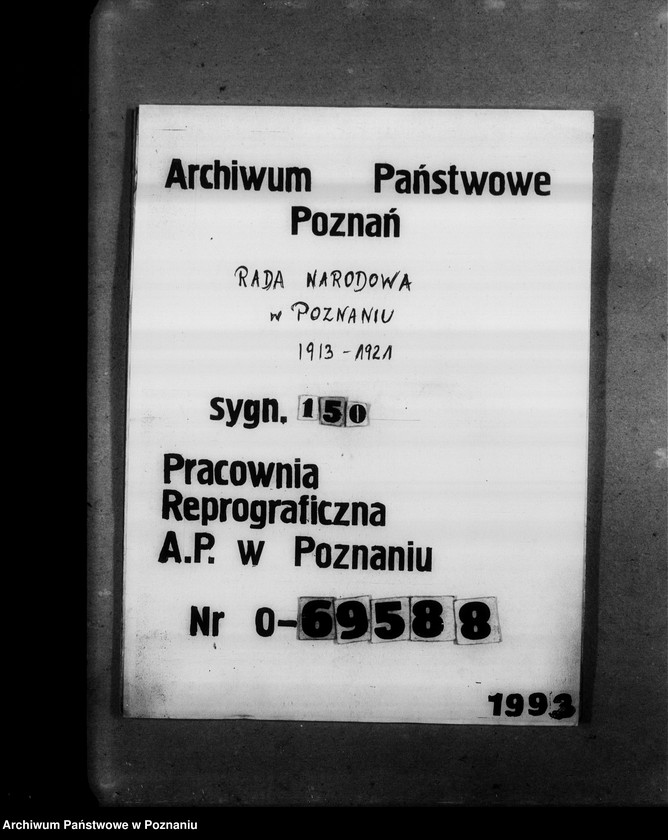 Archiwum Państwowe
Poznań
RADA NARODOWA
w POZNANIU
1913-1921
sygn. 150
Pracownia
Reprograficzna
A.P. w Poznaniu
Nr O-69588
1993
Archiwum Państwowe w Poznaniu